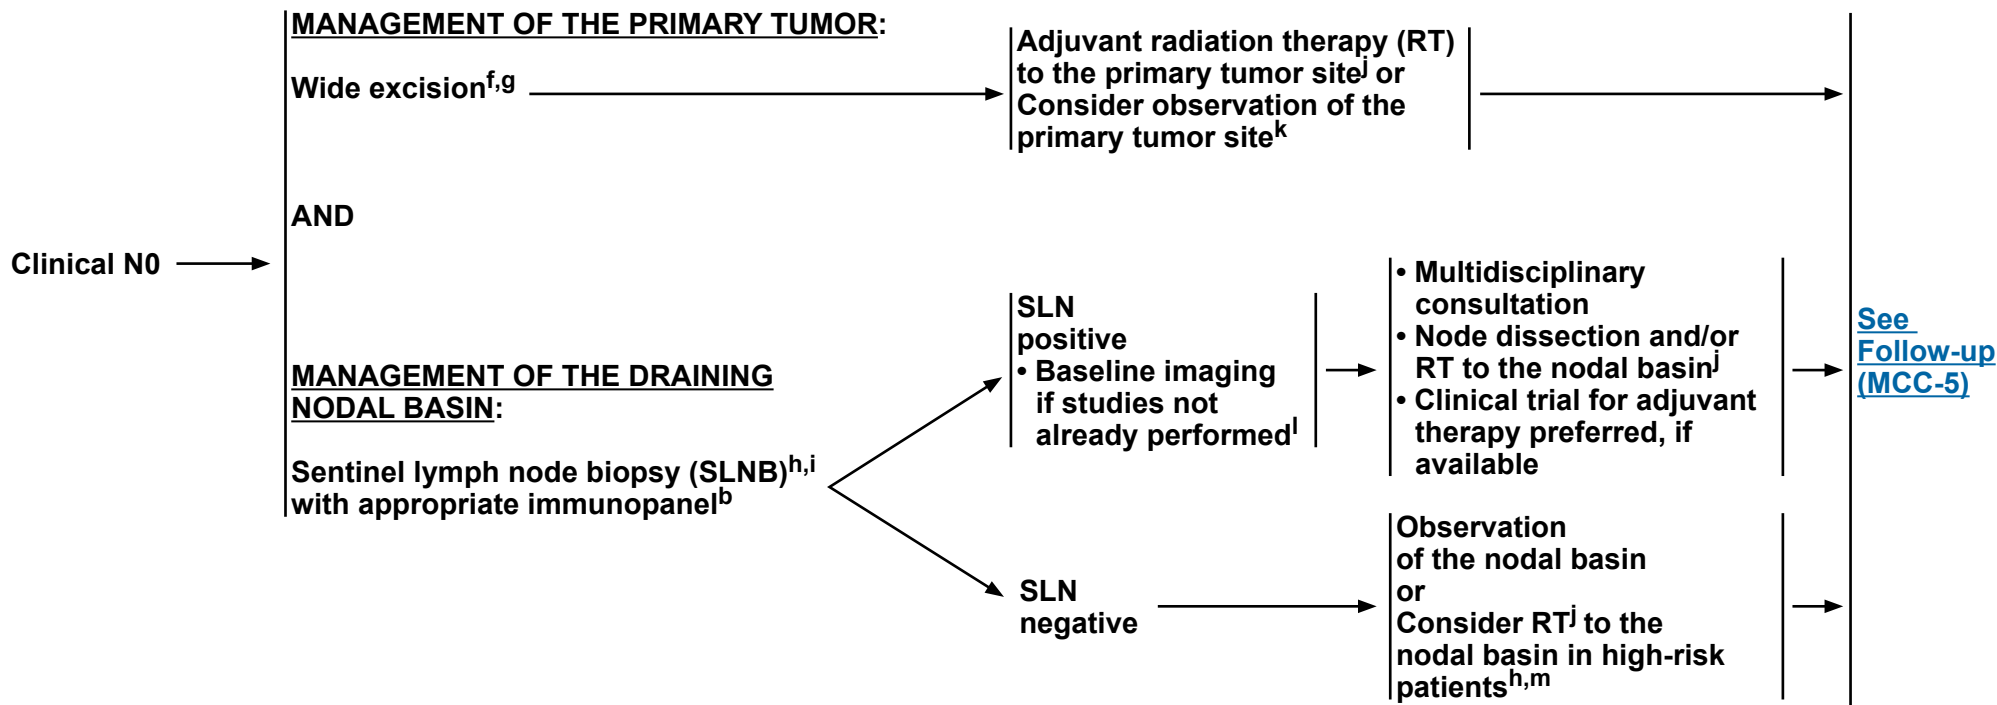 MANAGEMENT OF THE PRIMARY TUMOR:
Wide excisionf,g
Adjuvant radiation therapy (RT)
to the primary tumor sitej or
Consider observation of the
primary tumor sitek
AND
Clinical N0
MANAGEMENT OF THE DRAINING
NODAL BASIN:
Sentinel lymph node biopsy (SLNB)h,i
with appropriate immunopanelb
SLN
positive
• Baseline imaging
if studies not
already performedl
• Multidisciplinary
consultation
• Node dissection and/or
RT to the nodal basinj
• Clinical trial for adjuvant
therapy preferred, if
available
SLN
negative
Observation
of the nodal basin
or
Consider RTj to the
nodal basin in high-risk
patientsh,m
See
Follow-up
(MCC-5)